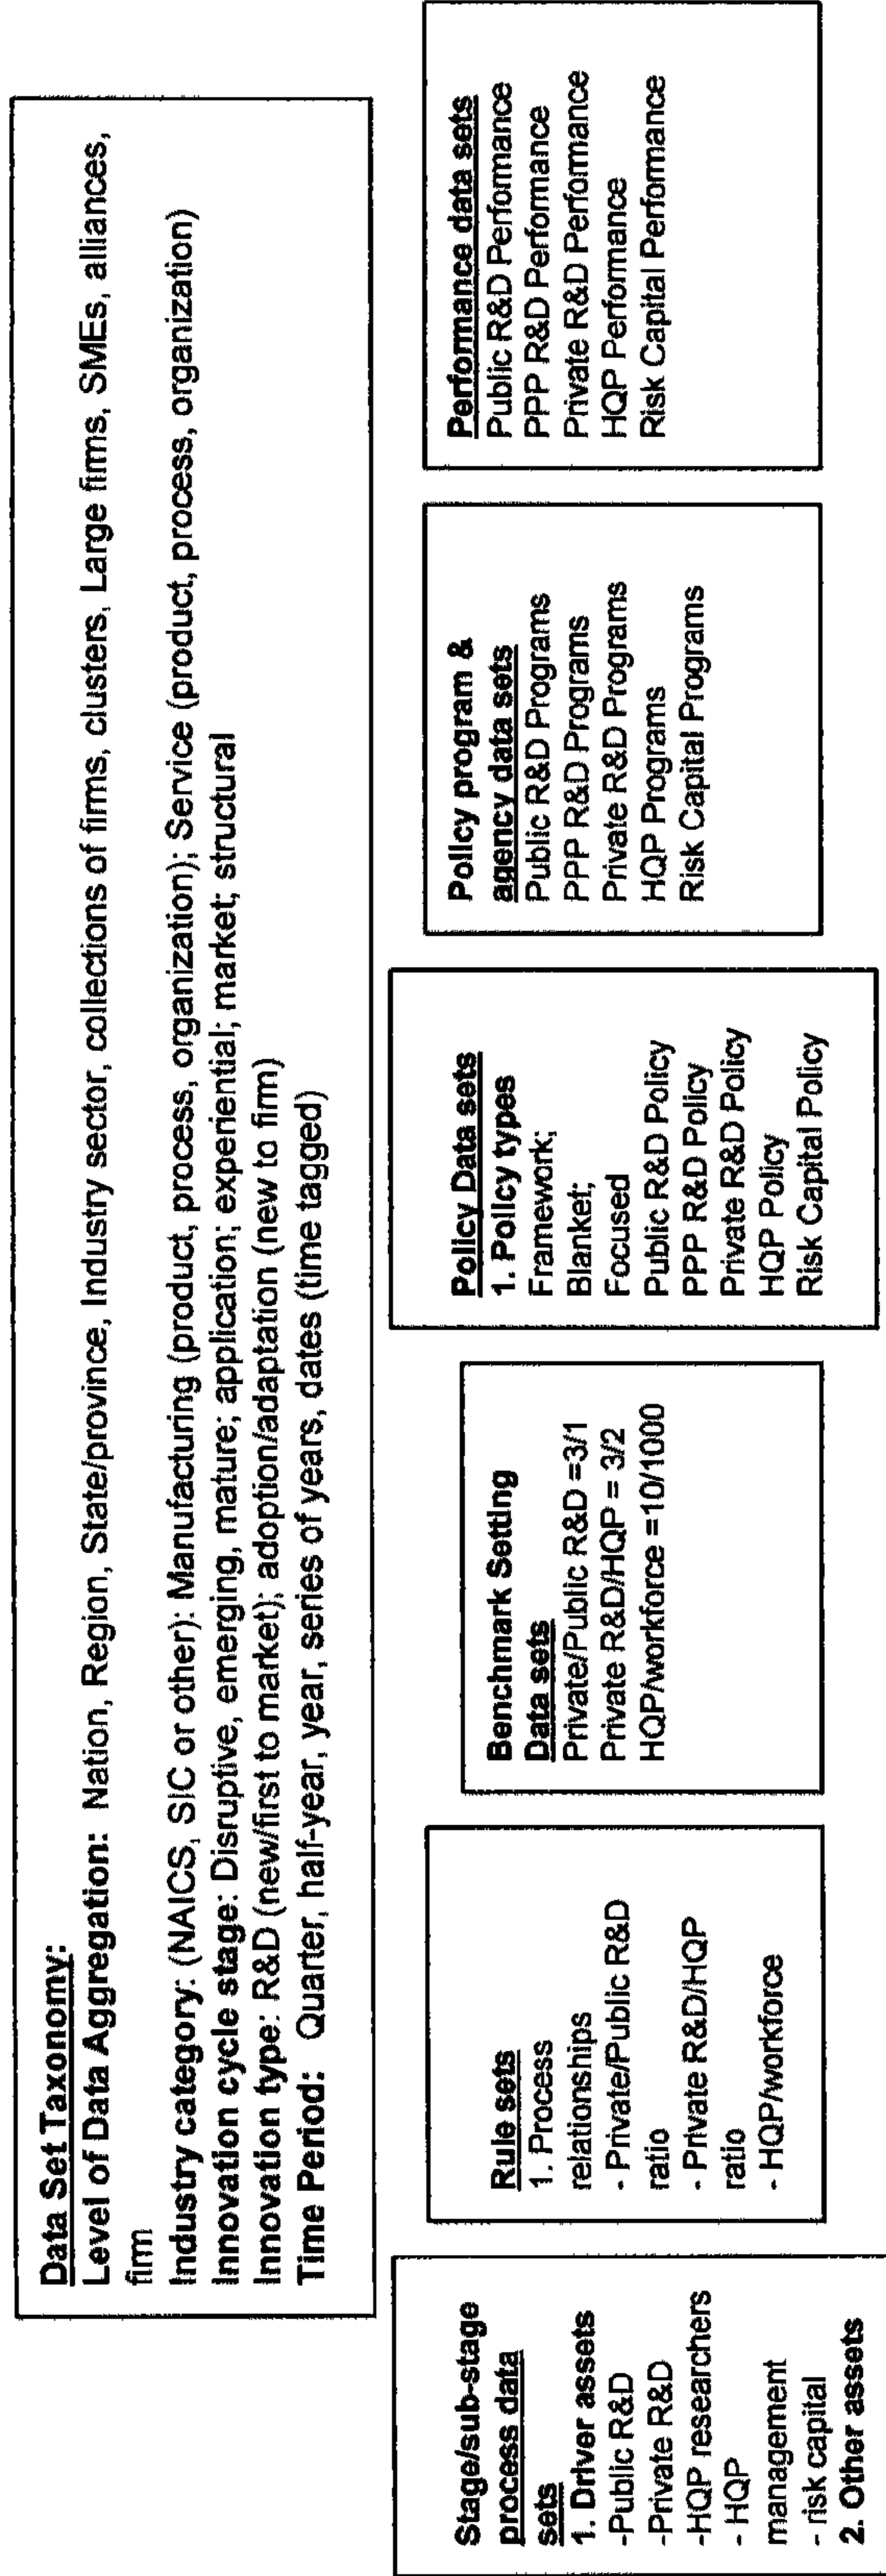 Data Set Taxonomy:
Level of Data Aggregation: Nation, Region, State/province, Industry sector, collections of firms, clusters, Large firms, SMEs, alliances,
firm
Industry category: (NAICS, SIC or other): Manufacturing (product, process, organization); Service (product, process, organization)
Innovation cycle stage: Disruptive, emerging, mature; application; experiential; market; structural
Innovation type: R&D (new/first to market); adoption/adaptation (new to firm)
Time Period: Quarter, half-year, year, series of years, dates (time tagged)
Stage/sub-stage
process data
sets
1. Driver assets
-Public R&D
-Private R&D
-HQP researchers
- HQP
management
- risk capital
2. Other assets
Rule sets
1. Process
relationships
- Private/Public R&D
ratio
- Private R&D/HQP
ratio
- HQP/workforce
Benchmark Setting
Data sets
Private/Public R&D =3/1
Private R&D/HQP = 3/2
HQP/workforce =10/1000
Policy Data sets
1. Policy types
Framework;
Blanket;
Focused
Public R&D Policy
PPP R&D Policy
Private R&D Policy
HQP Policy
Risk Capital Policy
Policy program &
agency data sets
Public R&D Programs
PPP R&D Programs
Private R&D Programs
HQP Programs
Risk Capital Programs
Performance data sets
Public R&D Performance
PPP R&D Performance
Private R&D Performance
HQP Performance
Risk Capital Performance